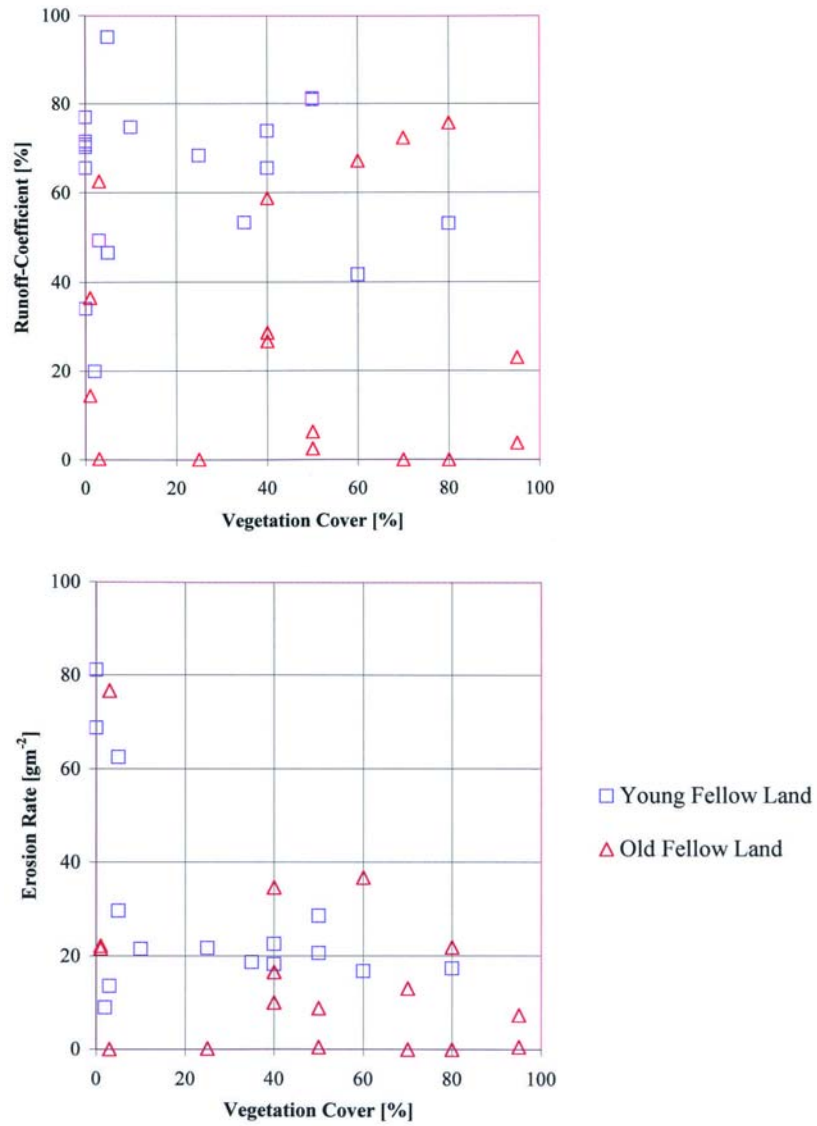 100
80
60
40
20
0
Runoff-Coefficient [%]
0 20 40 60 80 100
Vegetation Cover [%]
100
80
60
40
20
0
Erosion Rate [gm⁻²]
0 20 40 60 80 100
Vegetation Cover [%]
Young Fellow Land
Old Fellow Land